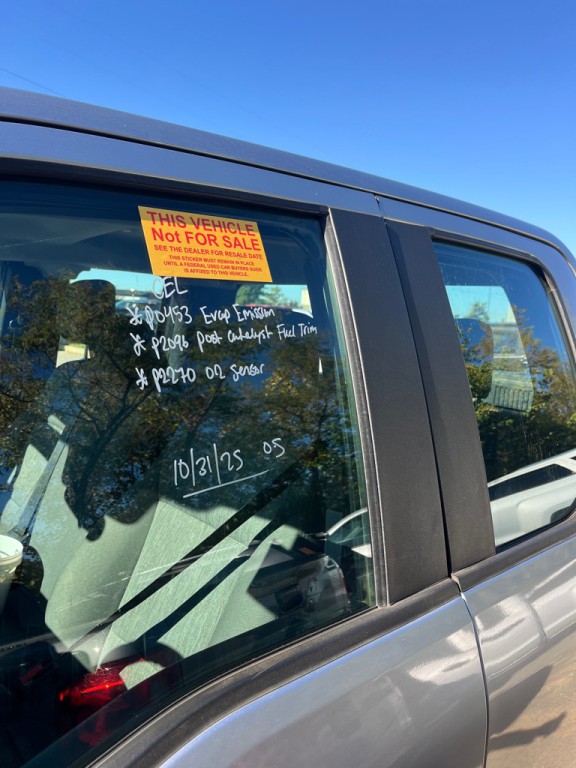 THIS VEHICLE
Not FOR SALE
SEE THE DEALER FOR RESALE DATE
THIS STICKER MUST REMAIN IN PLACE
UNTIL A FEDERAL USED CAR BUYERS GUIDE
IS AFFIXED TO THIS VEHICLE.
CEL
* P0453 Evap Emission
* P2096 Post Catalyst Fuel Trim
* P2270 O2 Sensor
10/31/25 05